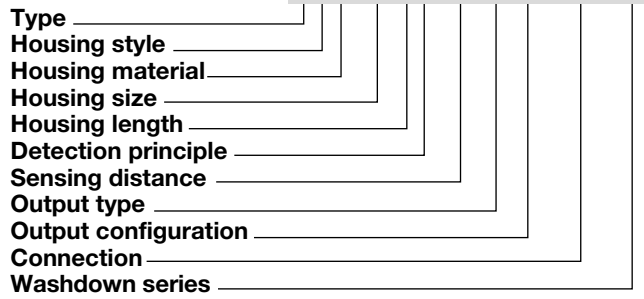 Type
Housing style
Housing material
Housing size
Housing length
Detection principle
Sensing distance
Output type
Output configuration
Connection
Washdown series